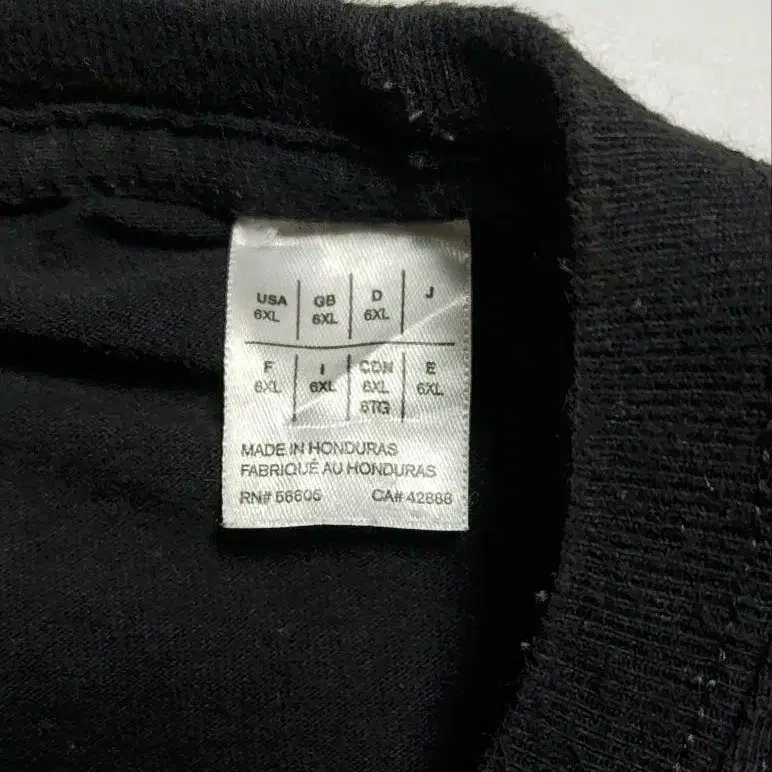 USA GB D J
6XL 6XL 6XL
F I CDN E
6XL 6XL 6XL 6XL
6TG
MADE IN HONDURAS
FABRIQUÉ AU HONDURAS
RN# 56805 CA# 42888